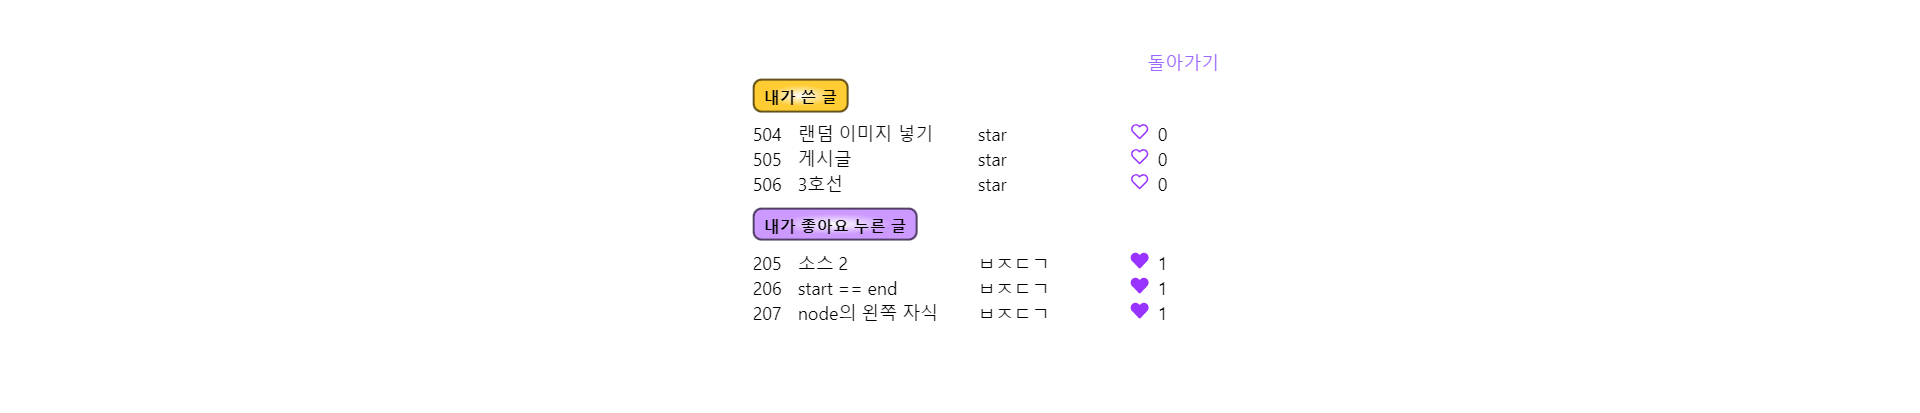 돌아가기
내가 쓴 글
504 랜덤 이미지 넣기 star 0
505 게시글 star 0
506 3호선 star 0
내가 좋아요 누른 글
205 소스 2 ㅂㅈㄷㄱ 1
206 start == end ㅂㅈㄷㄱ 1
207 node의 왼쪽 자식 ㅂㅈㄷㄱ 1